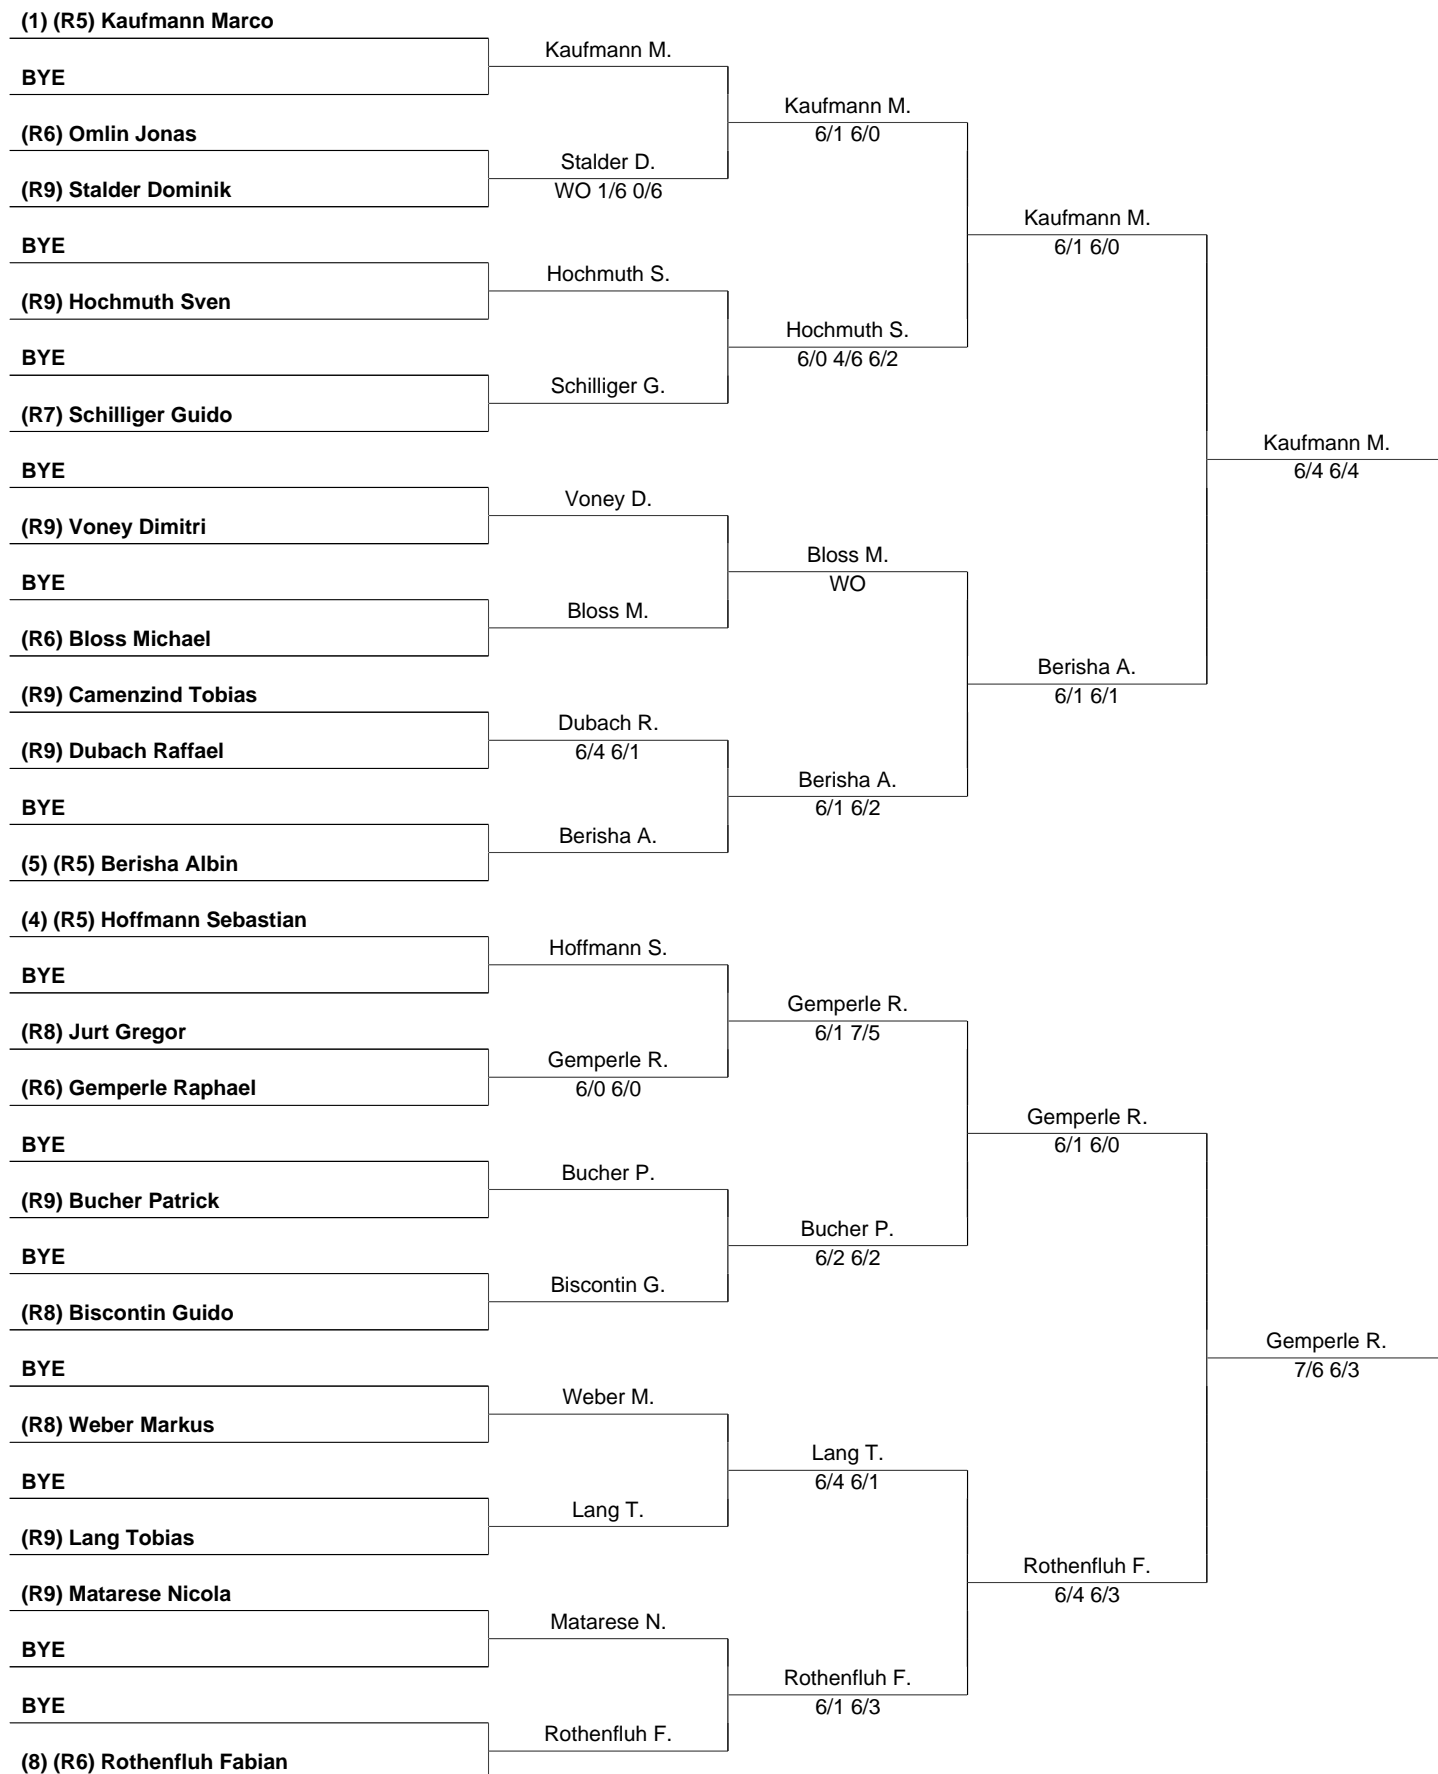 (1) (R5) Kaufmann Marco
Kaufmann M.
BYE
Kaufmann M.
6/1 6/0
(R6) Omlin Jonas
Stalder D.
WO 1/6 0/6
(R9) Stalder Dominik
Kaufmann M.
6/1 6/0
BYE
Hochmuth S.
(R9) Hochmuth Sven
Hochmuth S.
6/0 4/6 6/2
BYE
Schilliger G.
(R7) Schilliger Guido
Kaufmann M.
6/4 6/4
BYE
Voney D.
(R9) Voney Dimitri
Bloss M.
WO
BYE
Bloss M.
(R6) Bloss Michael
Berisha A.
6/1 6/1
(R9) Camenzind Tobias
Dubach R.
6/4 6/1
(R9) Dubach Raffael
Berisha A.
6/1 6/2
BYE
Berisha A.
(5) (R5) Berisha Albin
(4) (R5) Hoffmann Sebastian
Hoffmann S.
BYE
Gemperle R.
6/1 7/5
(R8) Jurt Gregor
Gemperle R.
6/0 6/0
(R6) Gemperle Raphael
Gemperle R.
6/1 6/0
BYE
Bucher P.
(R9) Bucher Patrick
Bucher P.
6/2 6/2
BYE
Biscontin G.
(R8) Biscontin Guido
Gemperle R.
7/6 6/3
BYE
Weber M.
(R8) Weber Markus
Lang T.
6/4 6/1
BYE
Lang T.
(R9) Lang Tobias
Rothenfluh F.
6/4 6/3
(R9) Matarese Nicola
Matarese N.
BYE
Rothenfluh F.
6/1 6/3
BYE
Rothenfluh F.
(8) (R6) Rothenfluh Fabian